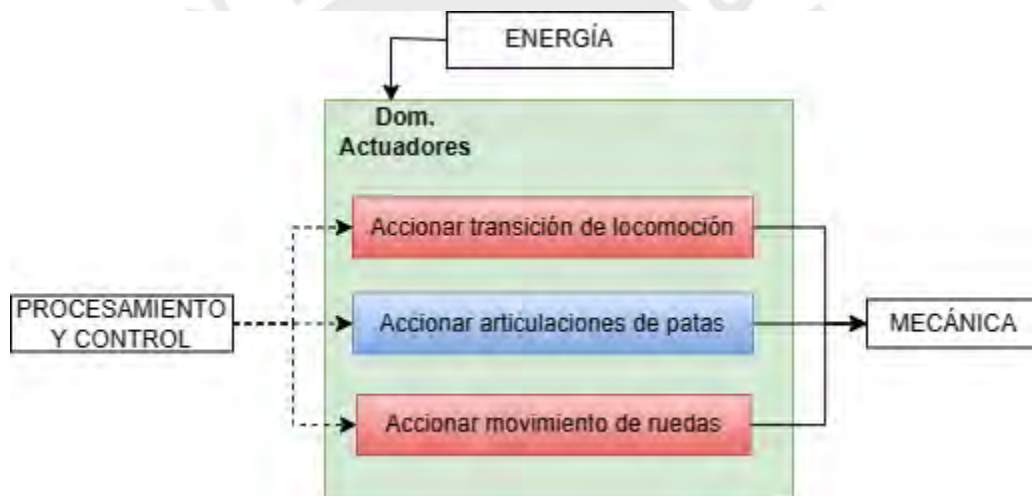 ENERGÍA
Dom.
Actuadores
Accionar transición de locomoción
PROCESAMIENTO
Y CONTROL
Accionar articulaciones de patas
MECÁNICA
Accionar movimiento de ruedas